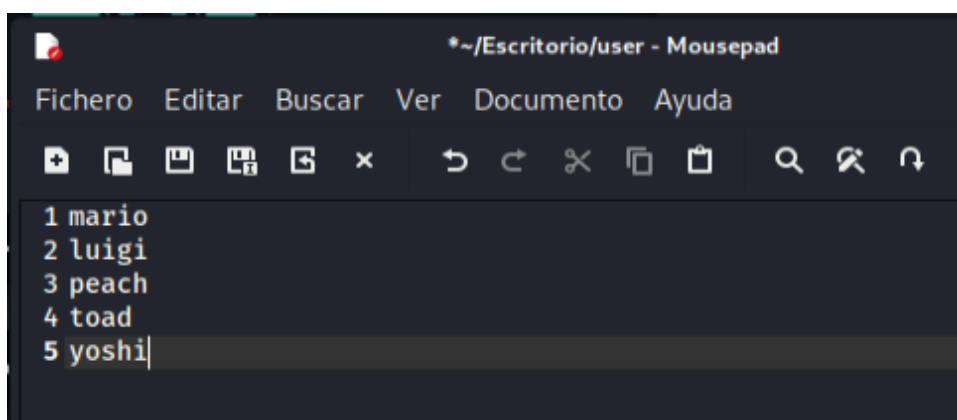 *~/Escritorio/user - Mousepad
Fichero Editar Buscar Ver Documento Ayuda
1 mario
2 luigi
3 peach
4 toad
5 yoshi